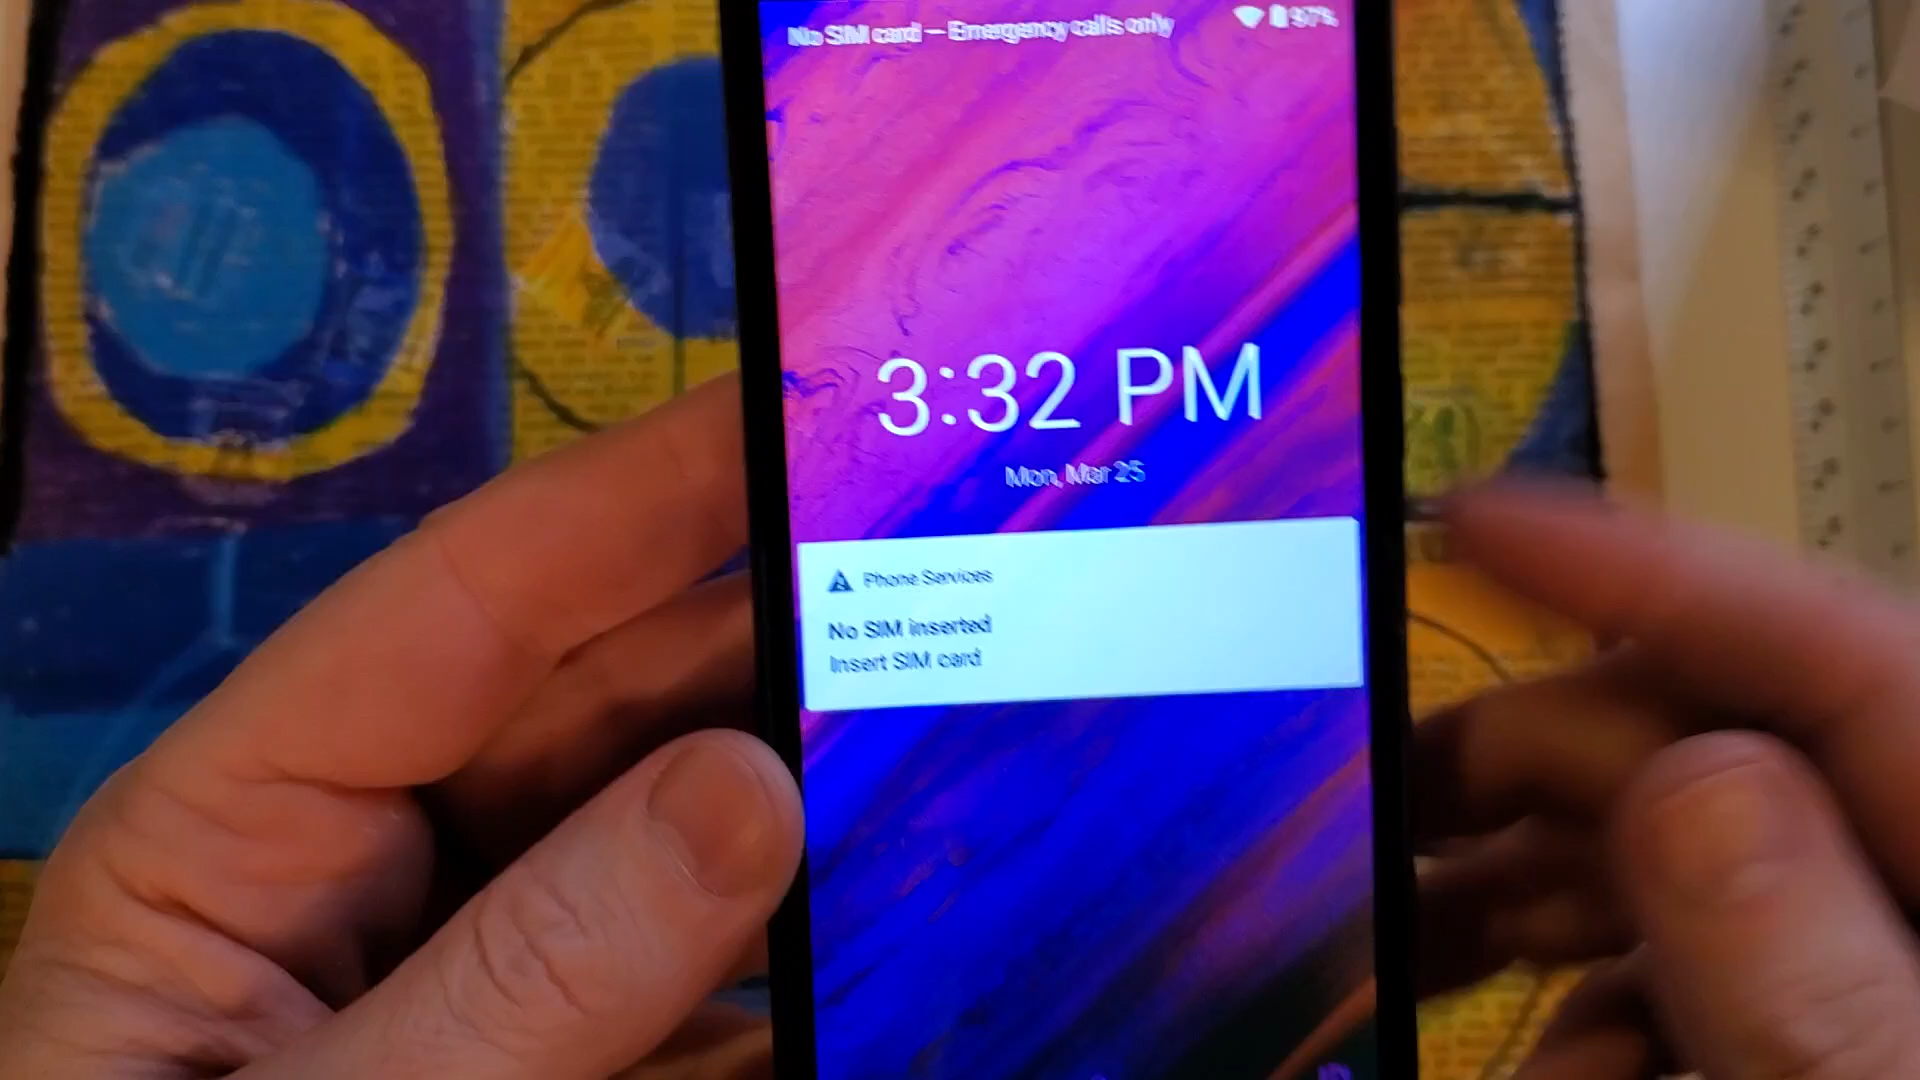 No SIM card — Emergency calls only 97%
3:32 PM
Mon, Mar 25
Phone Services
No SIM inserted
Insert SIM card